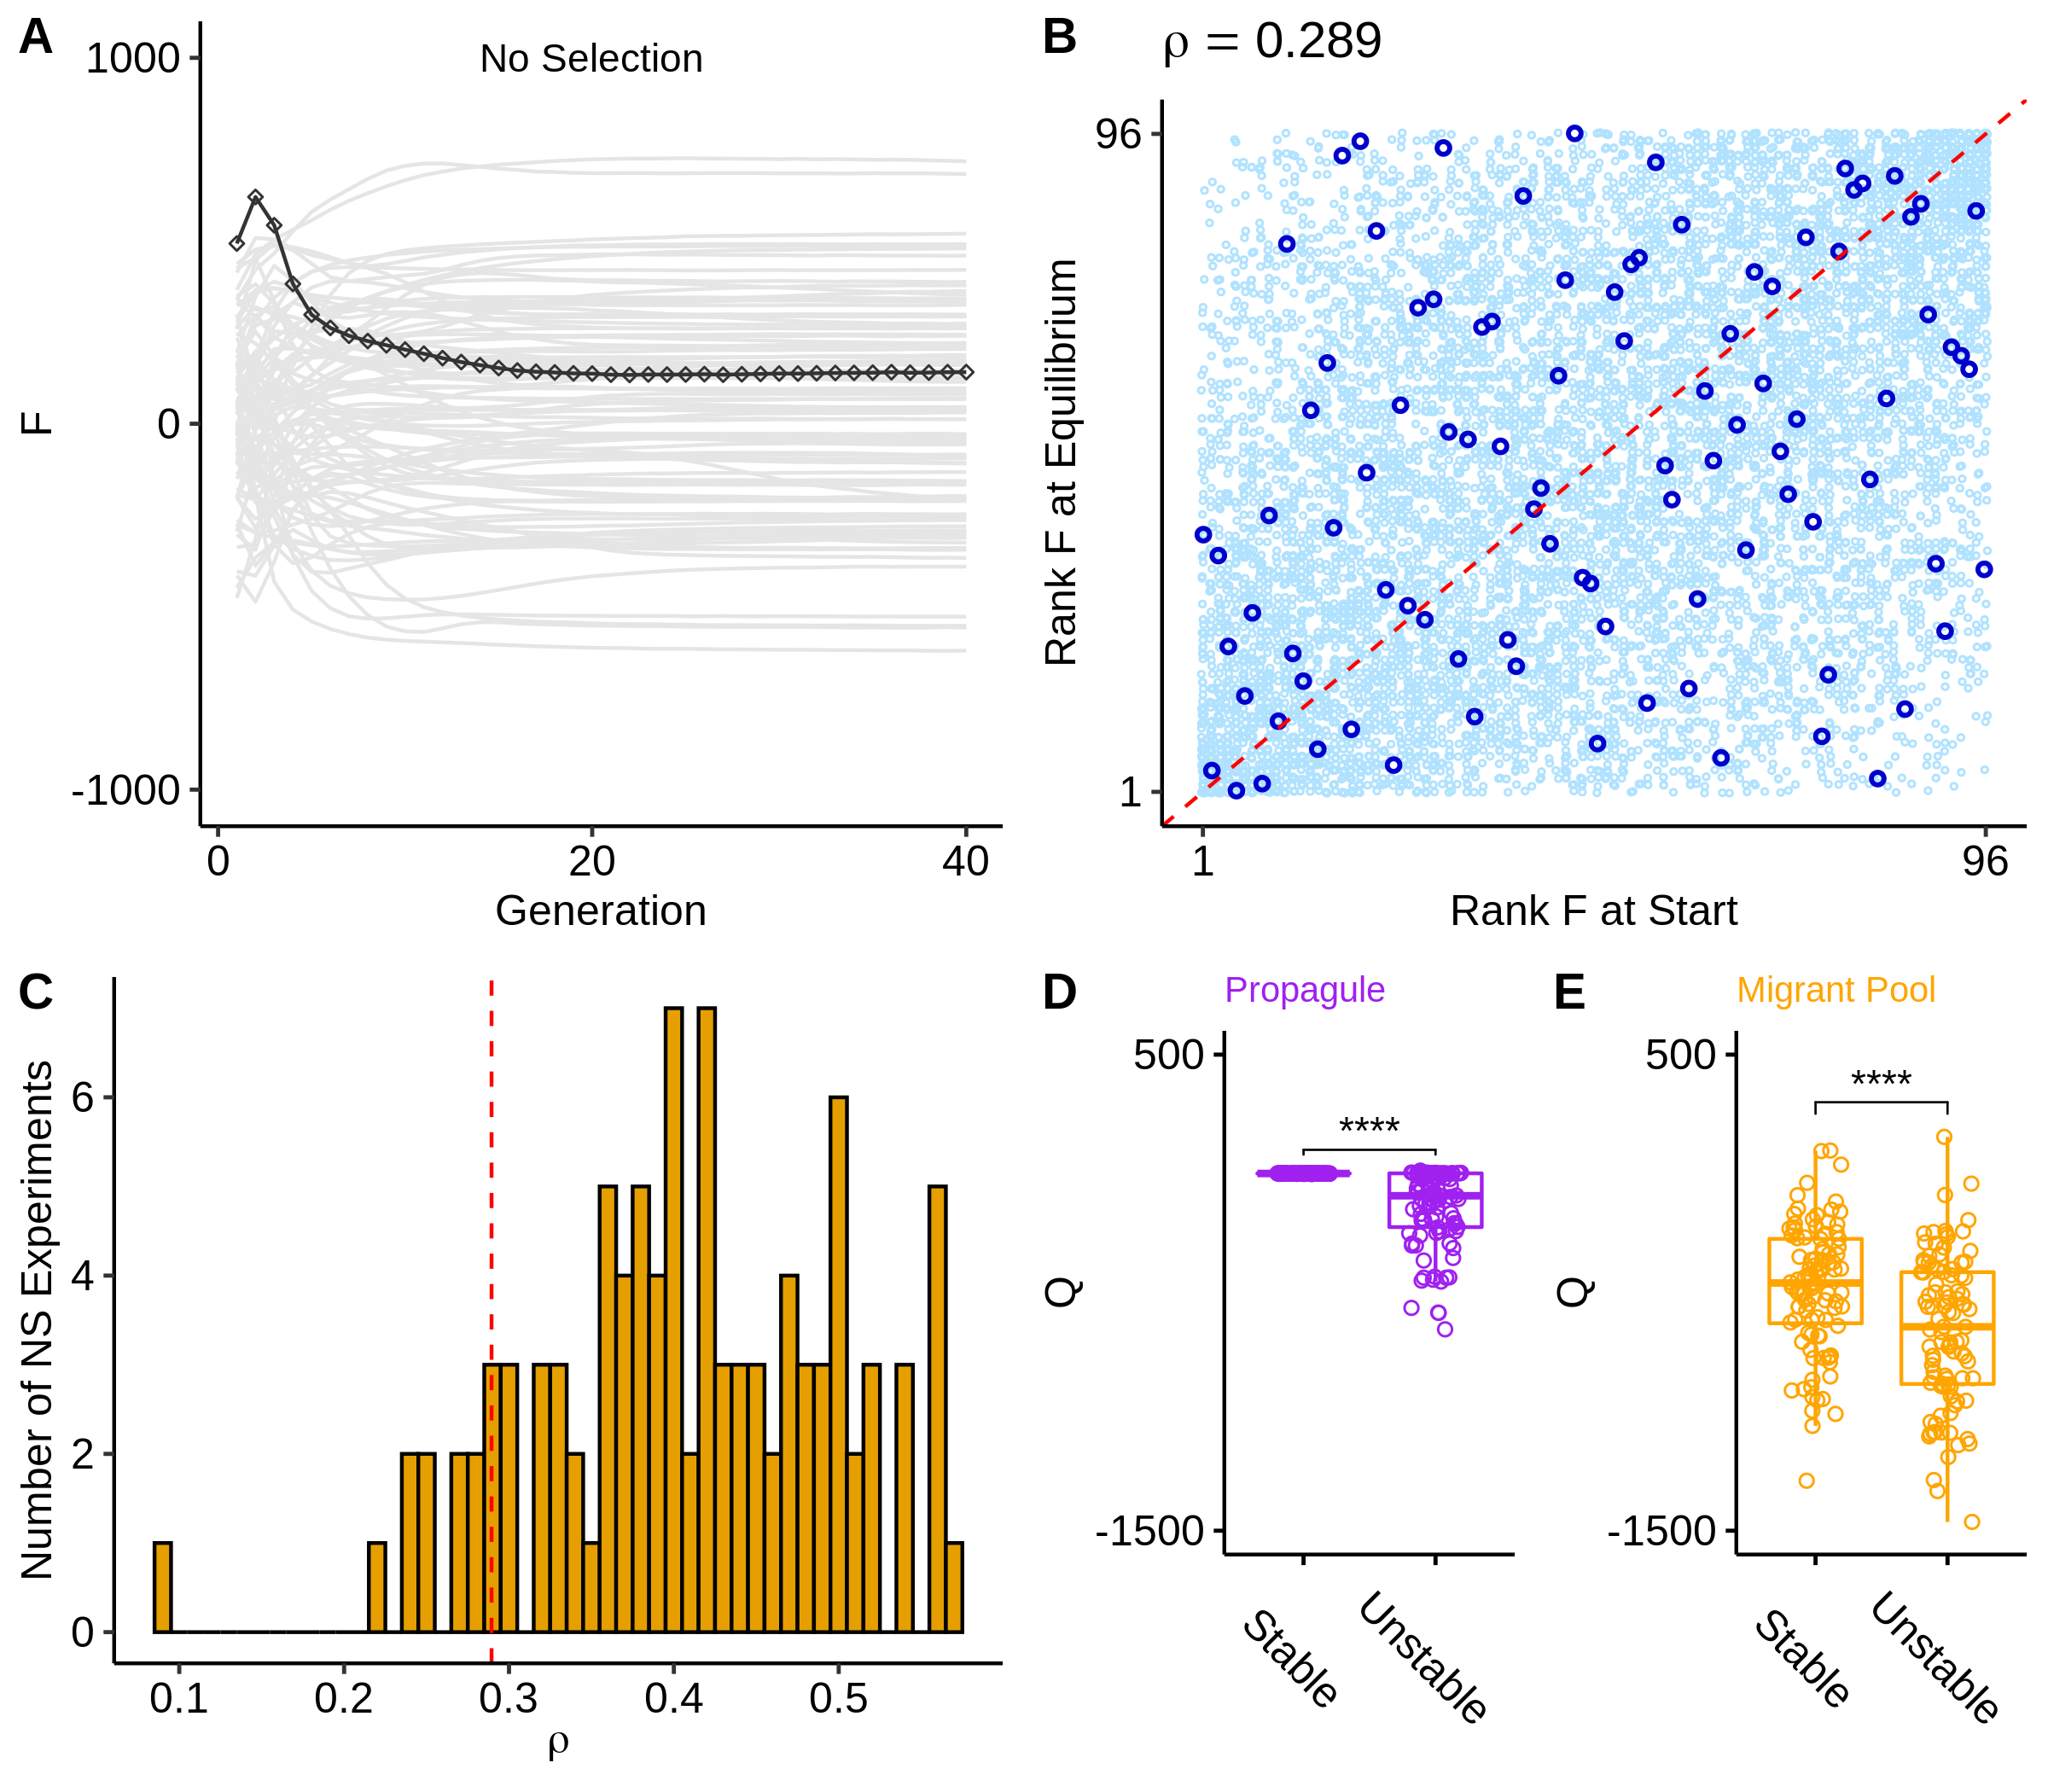 A
No Selection
1000
0
-1000
F
0 20 40
Generation
B
ρ = 0.289
96
1
Rank F at Equilibrium
1 96
Rank F at Start
C
6
4
2
0
Number of NS Experiments
0.1 0.2 0.3 0.4 0.5
ρ
D
Propagule
500
-1500
Q
****
Stable
Unstable
E
Migrant Pool
500
-1500
Q
****
Stable
Unstable